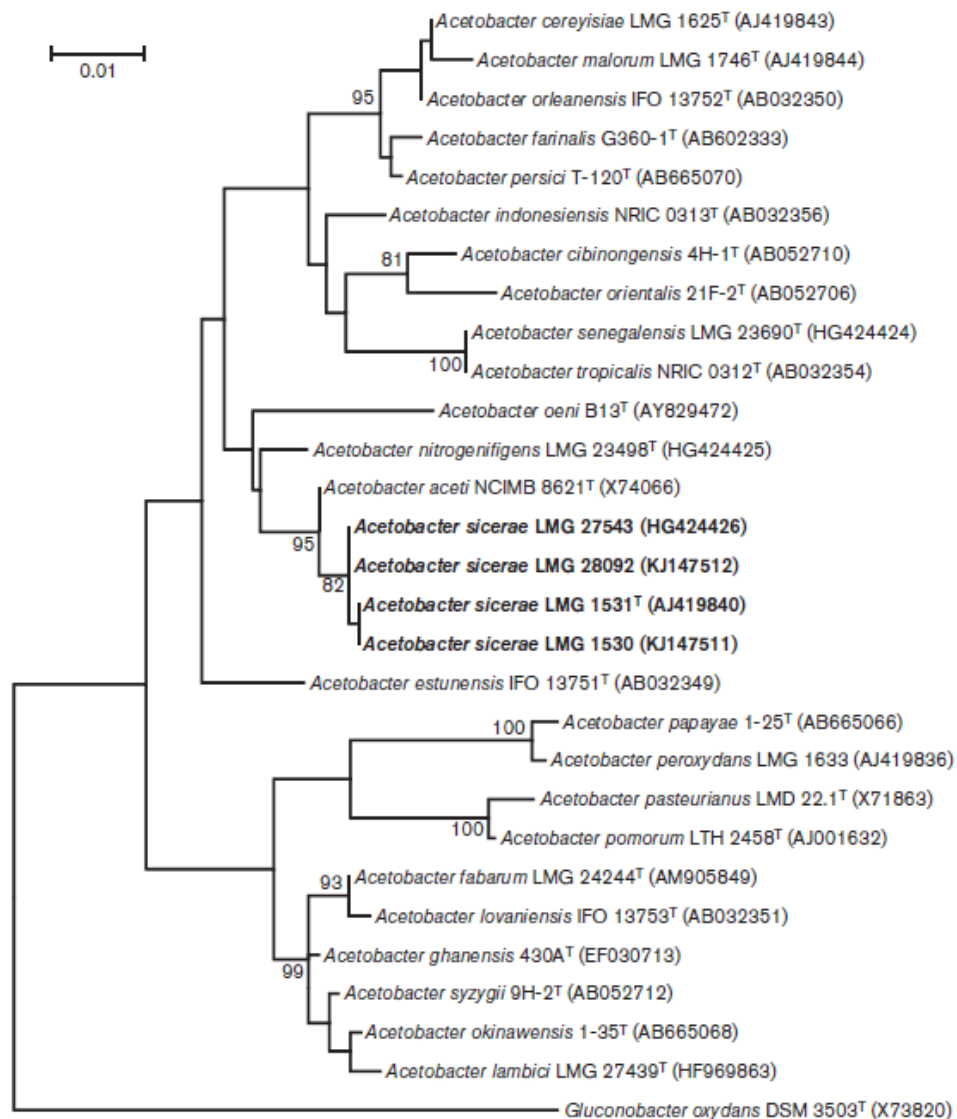 Acetobacter cereyisiae LMG 1625ᵀ (AJ419843)
0.01
Acetobacter malorum LMG 1746ᵀ (AJ419844)
95
Acetobacter orleanensis IFO 13752ᵀ (AB032350)
Acetobacter farinalis G360-1ᵀ (AB602333)
Acetobacter persici T-120ᵀ (AB665070)
Acetobacter indonesiensis NRIC 0313ᵀ (AB032356)
81
Acetobacter cibinongensis 4H-1ᵀ (AB052710)
Acetobacter orientalis 21F-2ᵀ (AB052706)
Acetobacter senegalensis LMG 23690ᵀ (HG424424)
100
Acetobacter tropicalis NRIC 0312ᵀ (AB032354)
Acetobacter oeni B13ᵀ (AY829472)
Acetobacter nitrogenifigens LMG 23498ᵀ (HG424425)
Acetobacter aceti NCIMB 8621ᵀ (X74066)
Acetobacter sicerae LMG 27543 (HG424426)
95
Acetobacter sicerae LMG 28092 (KJ147512)
82
Acetobacter sicerae LMG 1531ᵀ (AJ419840)
Acetobacter sicerae LMG 1530 (KJ147511)
Acetobacter estunensis IFO 13751ᵀ (AB032349)
100
Acetobacter papayae 1-25ᵀ (AB665066)
Acetobacter peroxydans LMG 1633 (AJ419836)
Acetobacter pasteurianus LMD 22.1ᵀ (X71863)
100
Acetobacter pomorum LTH 2458ᵀ (AJ001632)
93
Acetobacter fabarum LMG 24244ᵀ (AM905849)
Acetobacter lovaniensis IFO 13753ᵀ (AB032351)
Acetobacter ghanensis 430Aᵀ (EF030713)
99
Acetobacter syzygii 9H-2ᵀ (AB052712)
Acetobacter okinawensis 1-35ᵀ (AB665068)
Acetobacter lambici LMG 27439ᵀ (HF969863)
Gluconobacter oxydans DSM 3503ᵀ (X73820)